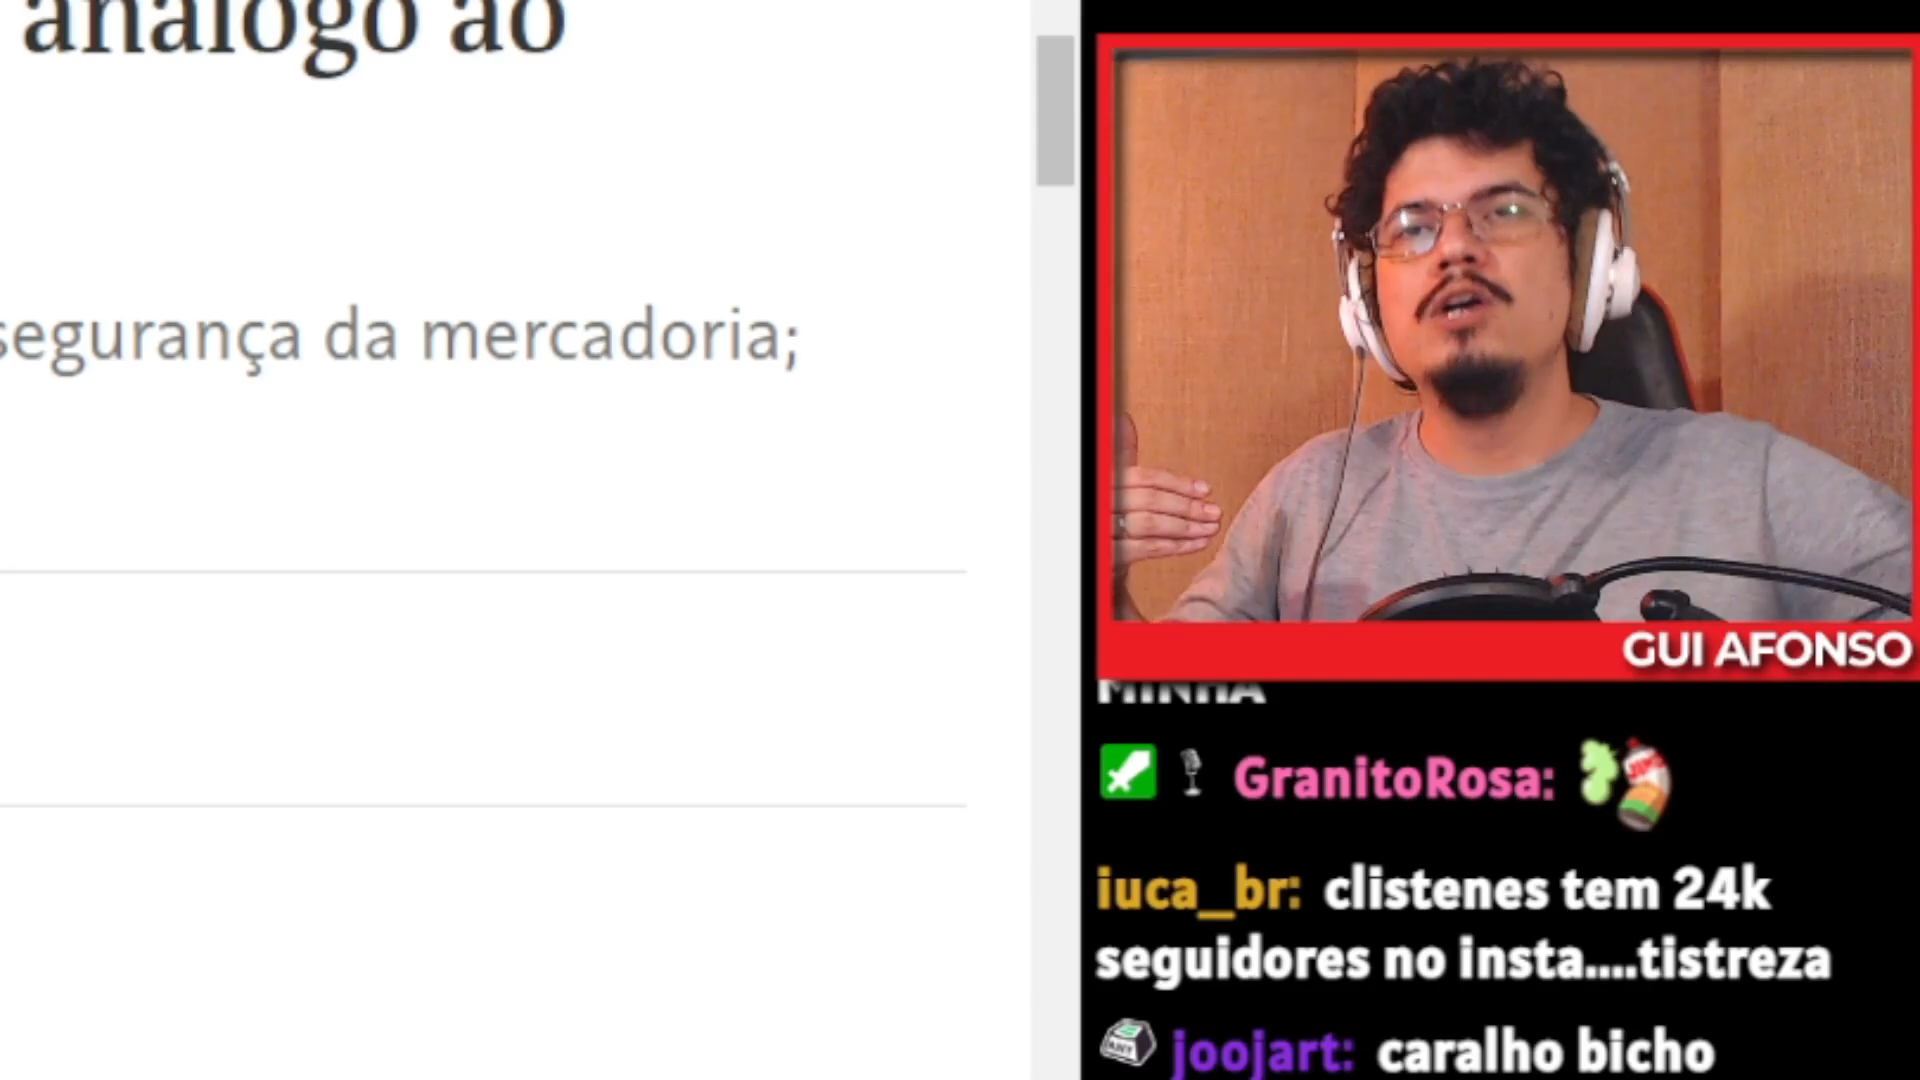 análogo ao
segurança da mercadoria;
GUI AFONSO
MINHA
GranitoRosa:
iuca_br: clistenes tem 24k
seguidores no insta....tistreza
joojart: caralho bicho